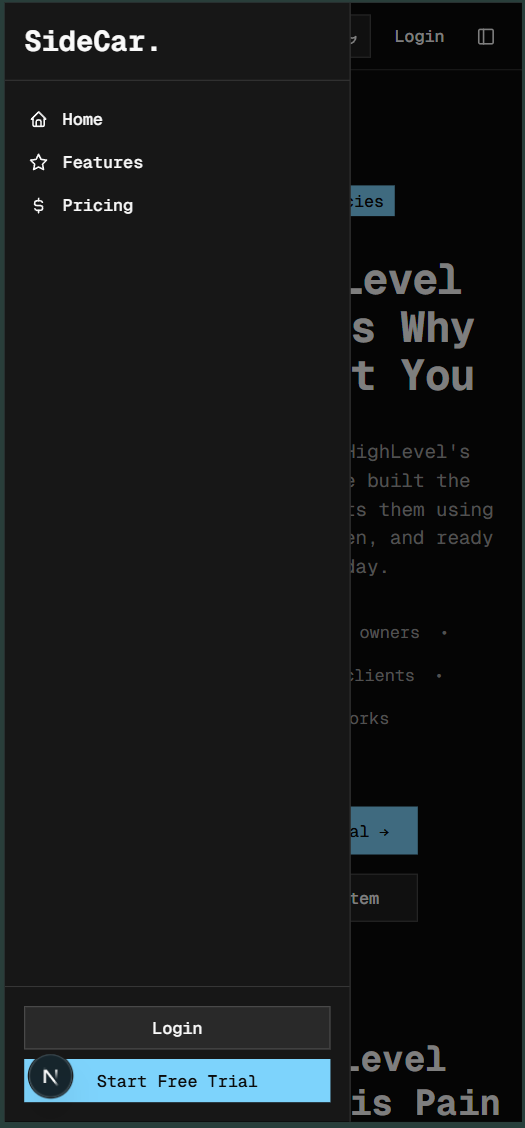 SideCar.
Login
Home
Features
Pricing
Level
s Why
t You
HighLevel's
built the
ts them using
en, and ready
day.
owners •
clients •
orks
al →
tem
Login
N
Start Free Trial
Level
is Pain